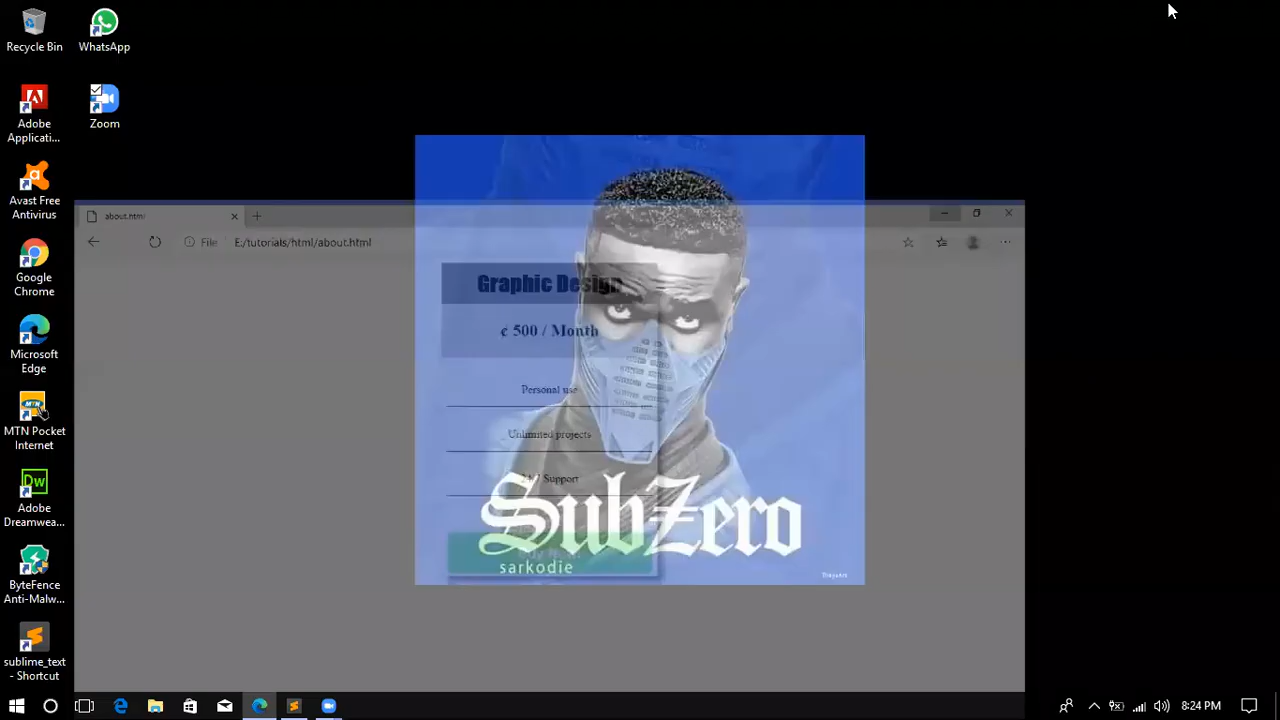 Recycle Bin
WhatsApp
Adobe
Applicati...
Zoom
Avast Free
Antivirus
Google
Chrome
Microsoft
Edge
MTN Pocket
Internet
Adobe
Dreamwea...
ByteFence
Anti-Malw...
sublime_text
- Shortcut
about.html
File E:/tutorials/html/about.html
Graphic Design
¢ 500 / Month
Personal use
Unlimited projects
24/7 Support
SubZero
sarkodie
8:24 PM